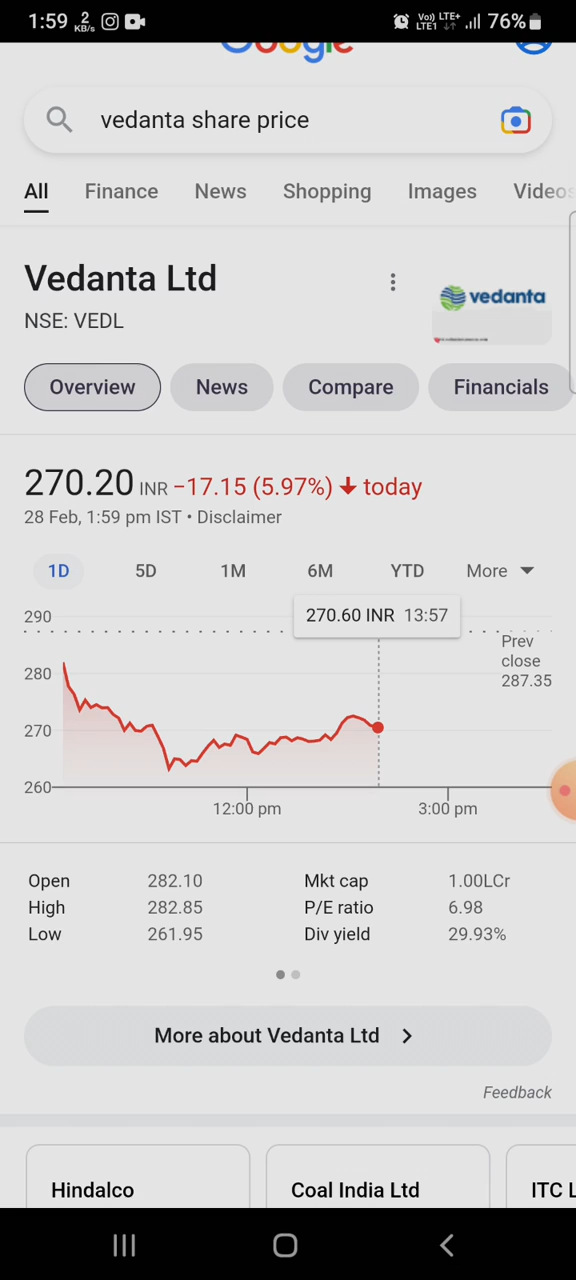 1:59 2 KB/s Vo) LTE+ LTE1 76%
Google
vedanta share price
All Finance News Shopping Images Videos
Vedanta Ltd
vedanta
NSE: VEDL
Overview News Compare Financials
270.20 INR −17.15 (5.97%) today
28 Feb, 1:59 pm IST • Disclaimer
1D 5D 1M 6M YTD More
290
270.60 INR 13:57
Prev
close
287.35
280
270
260
12:00 pm 3:00 pm
Open 282.10 Mkt cap 1.00LCr
High 282.85 P/E ratio 6.98
Low 261.95 Div yield 29.93%
More about Vedanta Ltd
Feedback
Hindalco Coal India Ltd ITC L